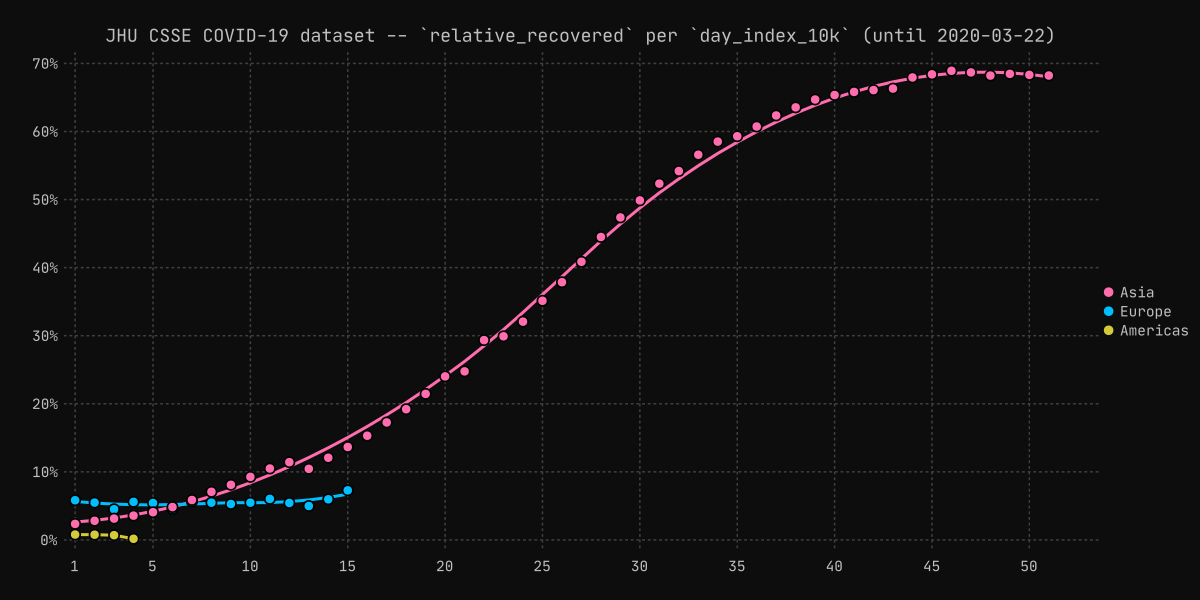 JHU CSSE COVID-19 dataset -- `relative_recovered` per `day_index_10k` (until 2020-03-22)
70%
60%
50%
40%
30%
20%
10%
0%
1 5 10 15 20 25 30 35 40 45 50
Asia
Europe
Americas